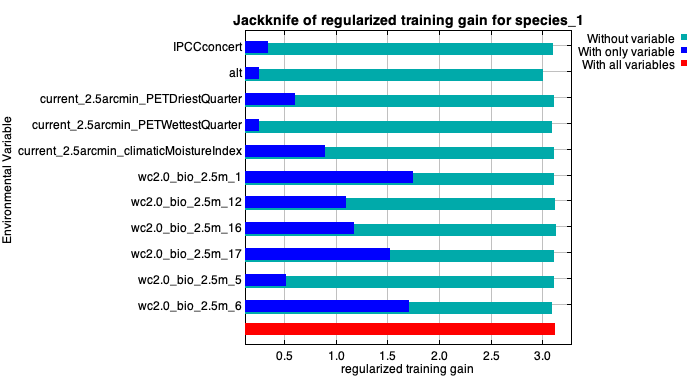 Jackknife of regularized training gain for species_1
Without variable
With only variable
With all variables
Environmental Variable
IPCCconcert
alt
current_2.5arcmin_PETDriestQuarter
current_2.5arcmin_PETWettestQuarter
current_2.5arcmin_climaticMoistureIndex
wc2.0_bio_2.5m_1
wc2.0_bio_2.5m_12
wc2.0_bio_2.5m_16
wc2.0_bio_2.5m_17
wc2.0_bio_2.5m_5
wc2.0_bio_2.5m_6
0.5 1.0 1.5 2.0 2.5 3.0
regularized training gain